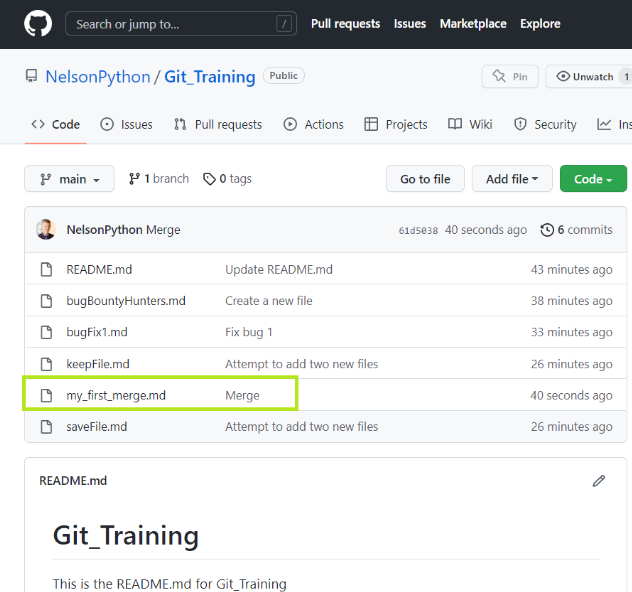 Search or jump to... / Pull requests Issues Marketplace Explore
NelsonPython / Git_Training Public Pin Unwatch 1
Code Issues Pull requests Actions Projects Wiki Security Ins
main 1 branch 0 tags Go to file Add file Code
NelsonPython Merge 61d5038 40 seconds ago 6 commits
README.md Update README.md 43 minutes ago
bugBountyHunters.md Create a new file 38 minutes ago
bugFix1.md Fix bug 1 33 minutes ago
keepFile.md Attempt to add two new files 26 minutes ago
my_first_merge.md Merge 40 seconds ago
saveFile.md Attempt to add two new files 26 minutes ago
README.md
Git_Training
This is the README.md for Git_Training